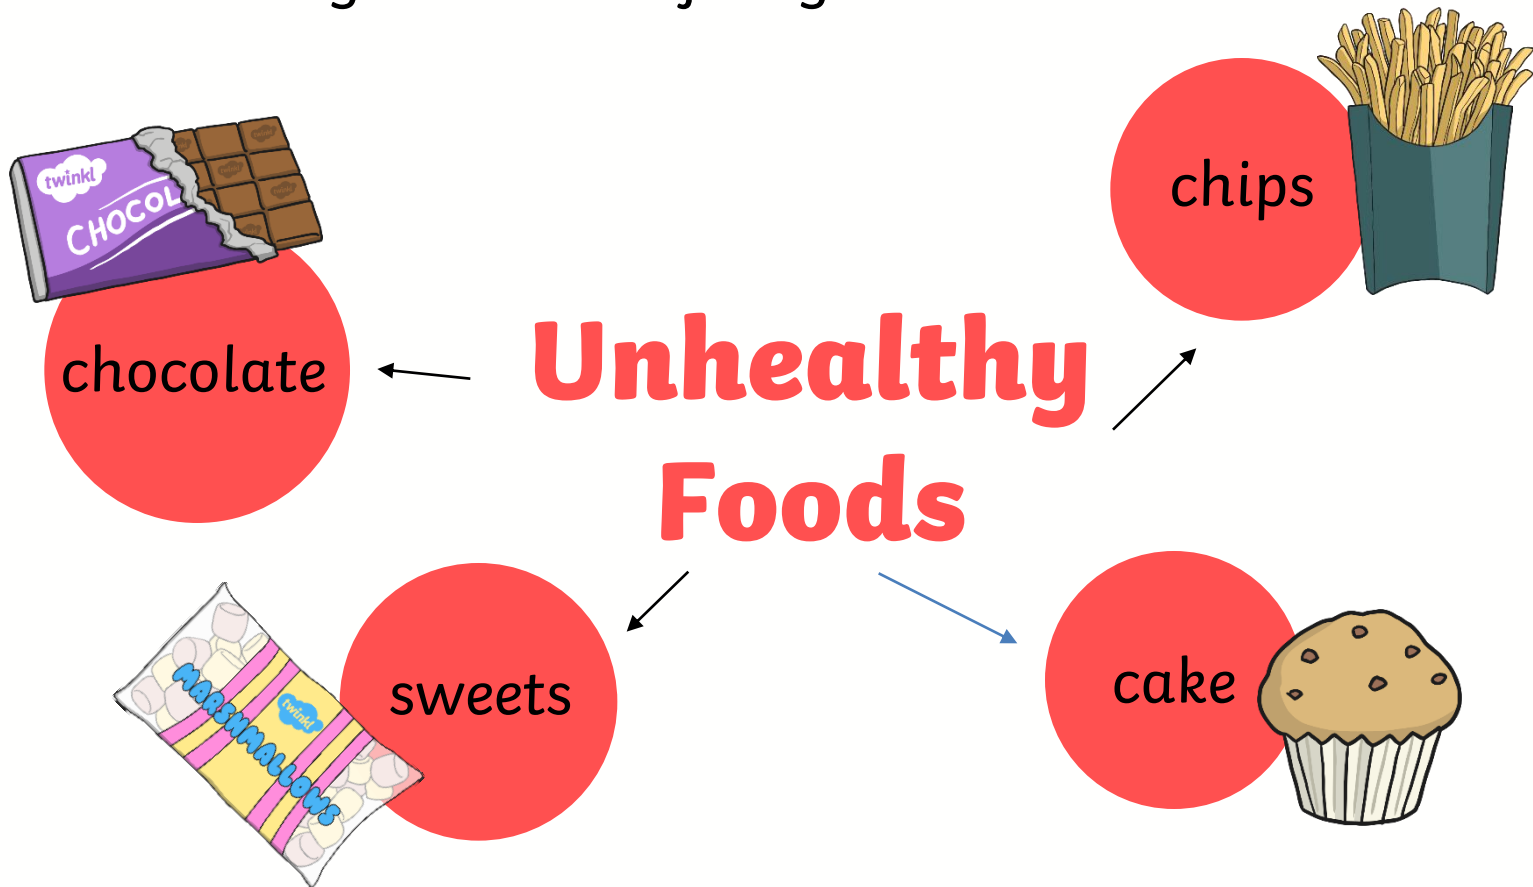 chips
twinkl
CHOCOL
chocolate
Unhealthy
Foods
sweets
twinkl
MARSHMALLOWS
cake